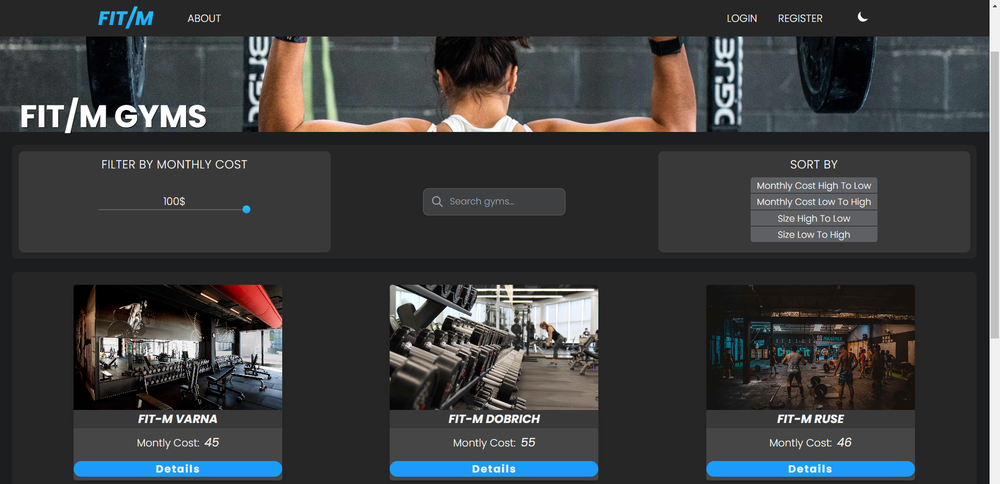 FIT/M
ABOUT
LOGIN
REGISTER
FIT/M GYMS
FILTER BY MONTHLY COST
100$
Search gyms...
SORT BY
Monthly Cost High To Low
Monthly Cost Low To High
Size High To Low
Size Low To High
PROGENEX
FIT-M VARNA
Montly Cost: 45
Details
FIT-M DOBRICH
Montly Cost: 55
Details
FIT-M RUSE
Montly Cost: 46
Details